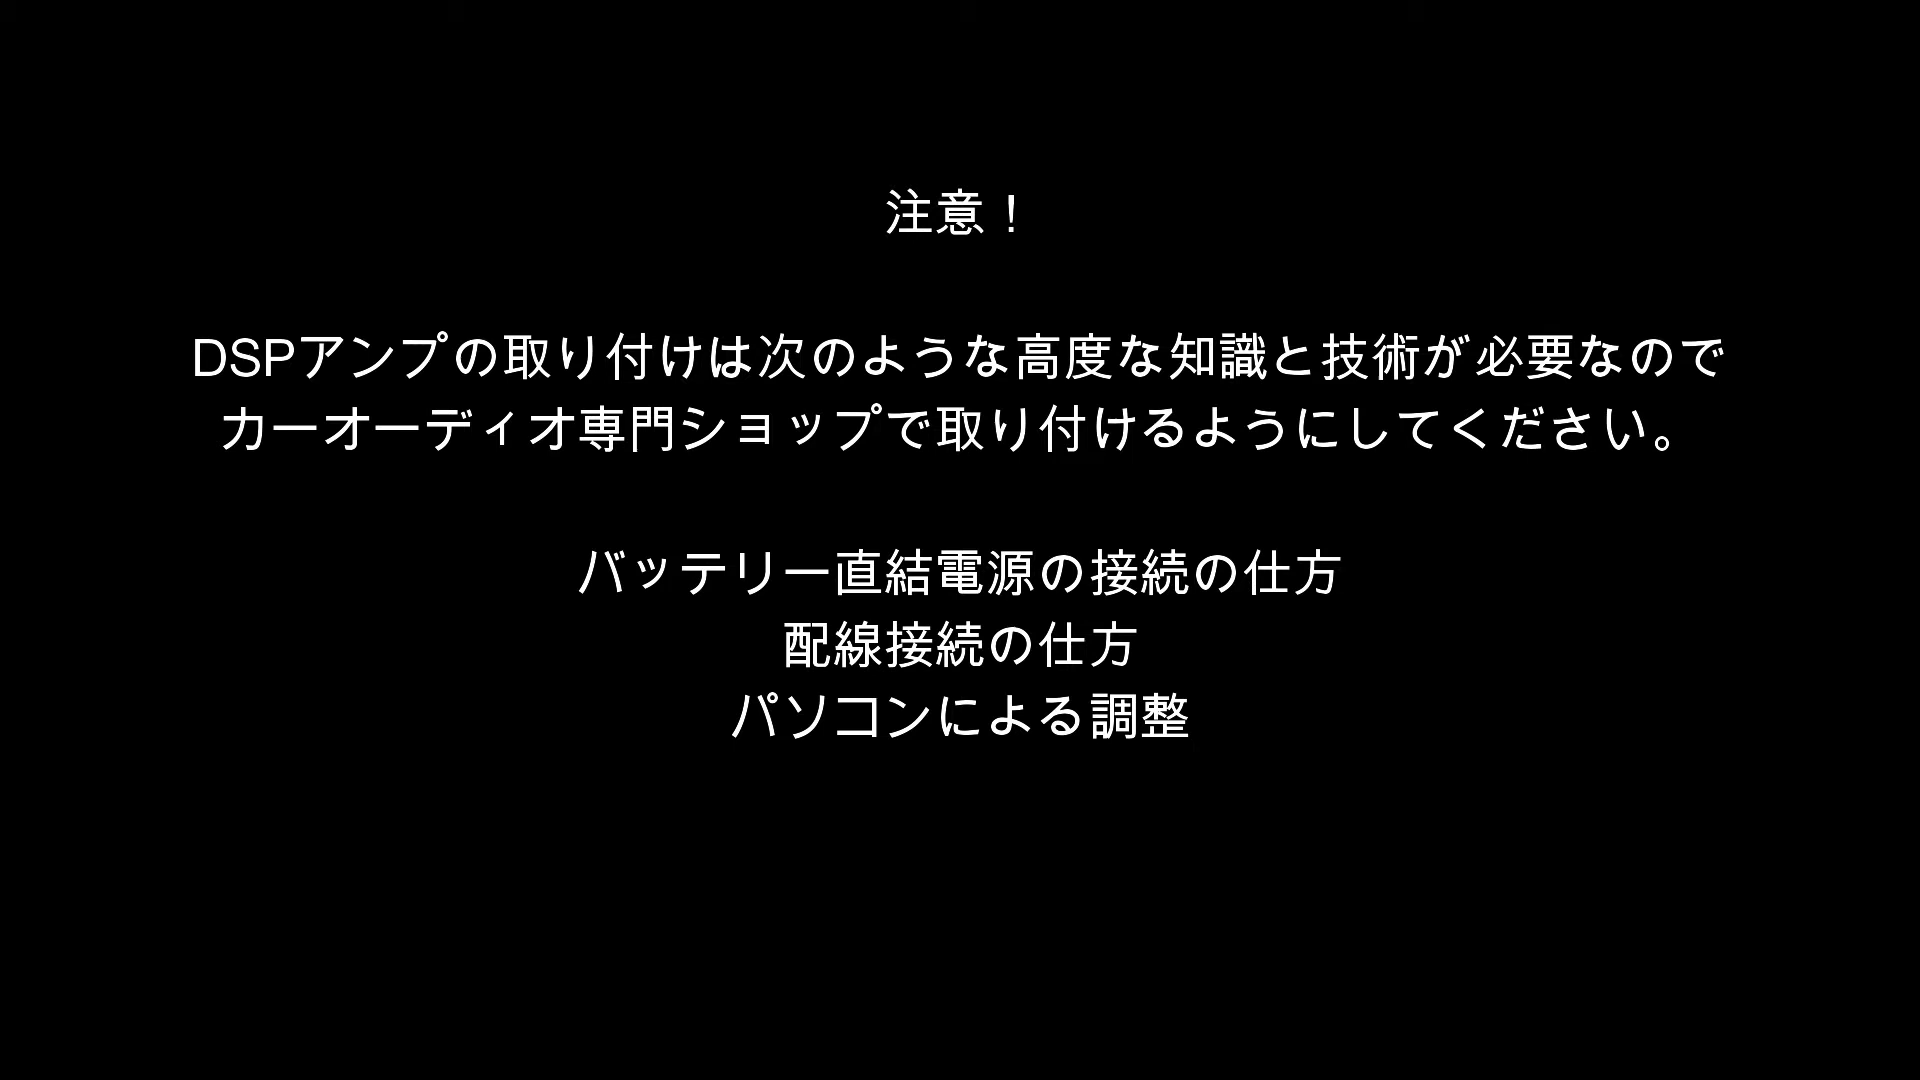 注意！
DSPアンプの取り付けは次のような高度な知識と技術が必要なので
カーオーディオ専門ショップで取り付けるようにしてください。
バッテリー直結電源の接続の仕方
配線接続の仕方
パソコンによる調整